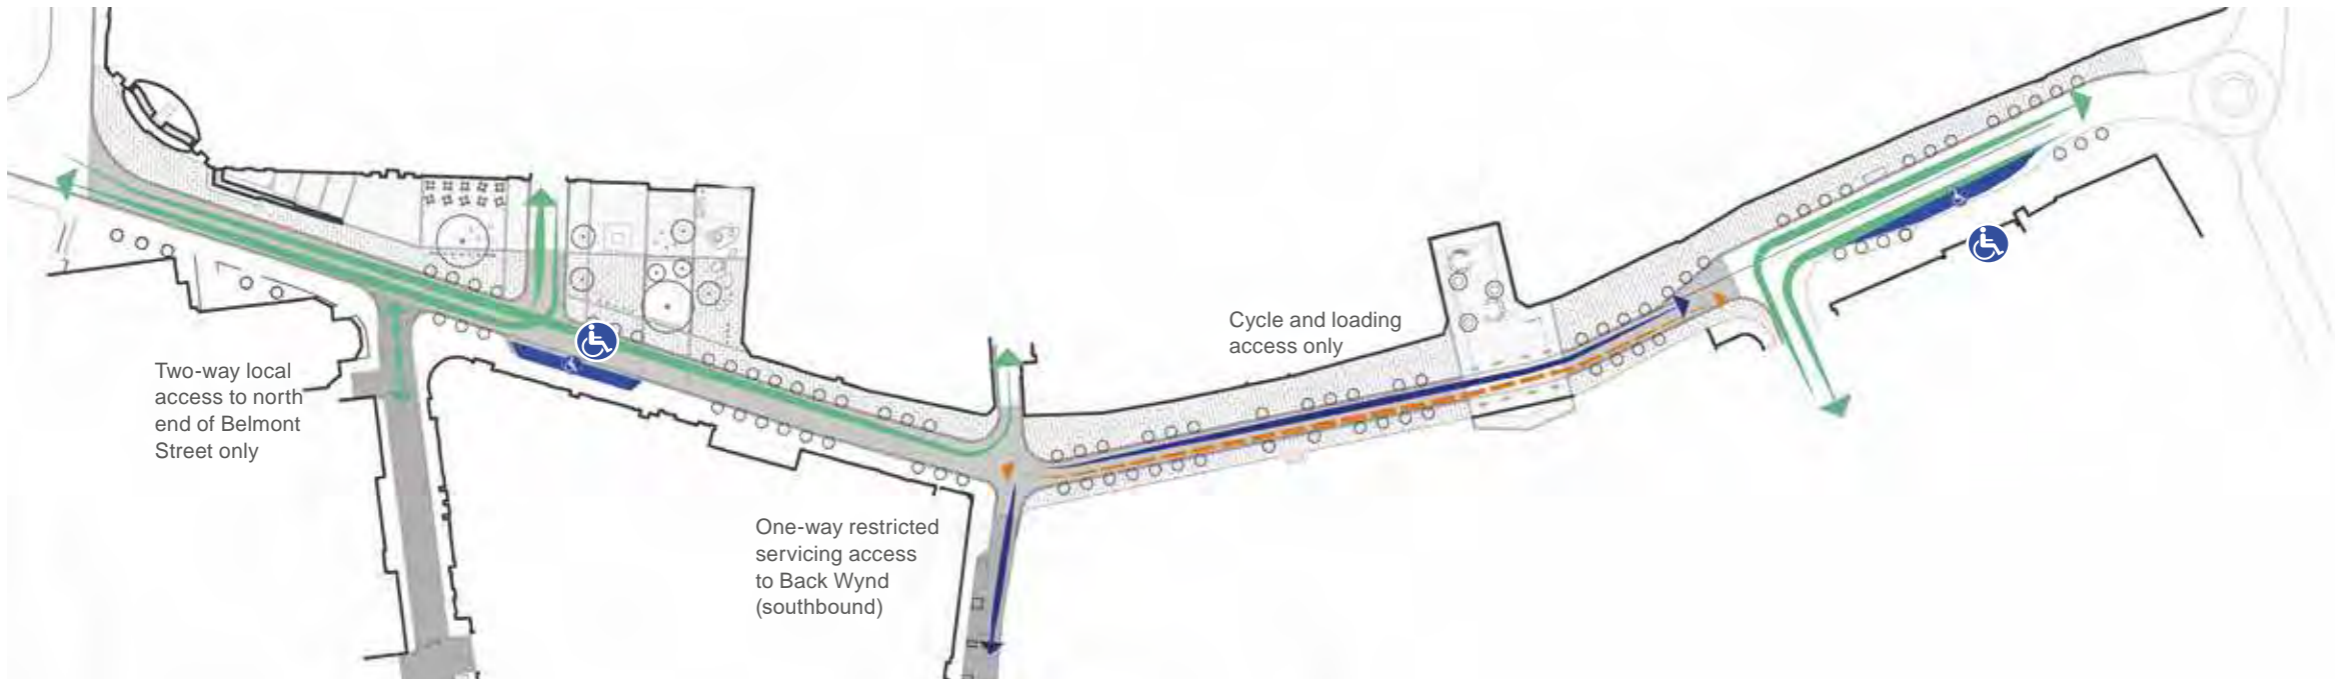 Cycle and loading
access only
Two-way local
access to north
end of Belmont
Street only
One-way restricted
servicing access
to Back Wynd
(southbound)